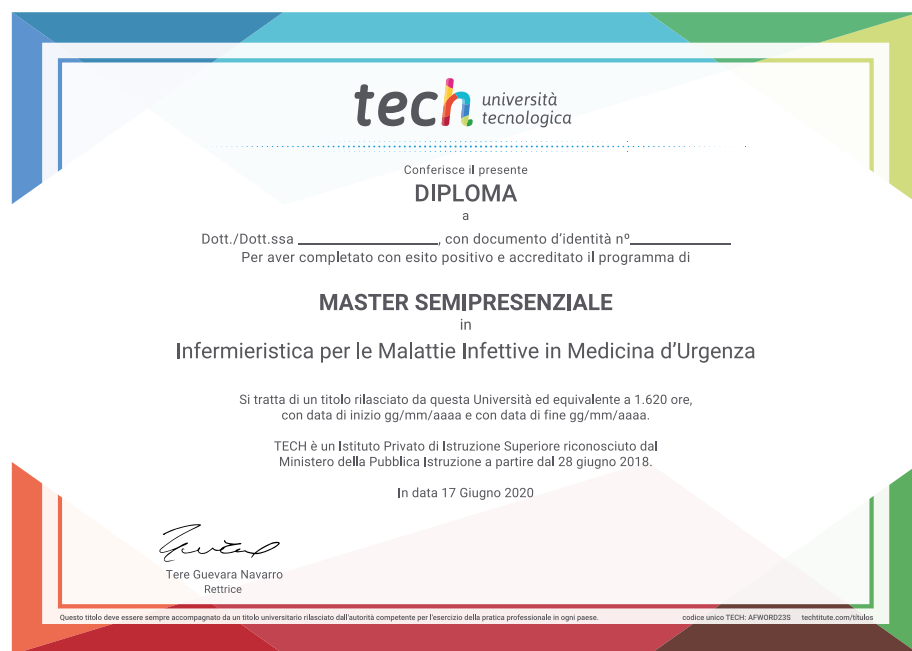 tech università
tecnologica
Conferisce il presente
DIPLOMA
a
Dott./Dott.ssa ____________________, con documento d'identità nº______________
Per aver completato con esito positivo e accreditato il programma di
MASTER SEMIPRESENZIALE
in
Infermieristica per le Malattie Infettive in Medicina d'Urgenza
Si tratta di un titolo rilasciato da questa Università ed equivalente a 1.620 ore,
con data di inizio gg/mm/aaaa e con data di fine gg/mm/aaaa.
TECH è un Istituto Privato di Istruzione Superiore riconosciuto dal
Ministero della Pubblica Istruzione a partire dal 28 giugno 2018.
In data 17 Giugno 2020
Tere Guevara Navarro
Rettrice
Questo titolo deve essere sempre accompagnato da un titolo universitario rilasciato dall'autorità competente per l'esercizio della pratica professionale in ogni paese. codice unico TECH: AFWORD23S techtitute.com/titulos